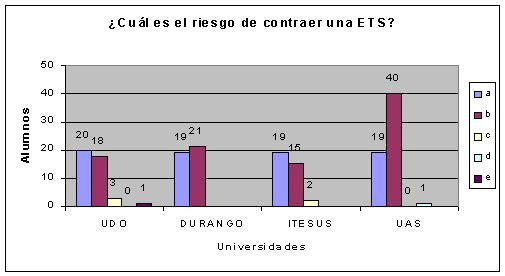 ¿Cuál es el riesgo de contraer una ETS?
50
40
30
20
10
0
Alumnos
20
18
3
0
1
19
21
19
15
2
19
40
0
1
UDO
DURANGO
ITESUS
UAS
Universidades
a
b
c
d
e